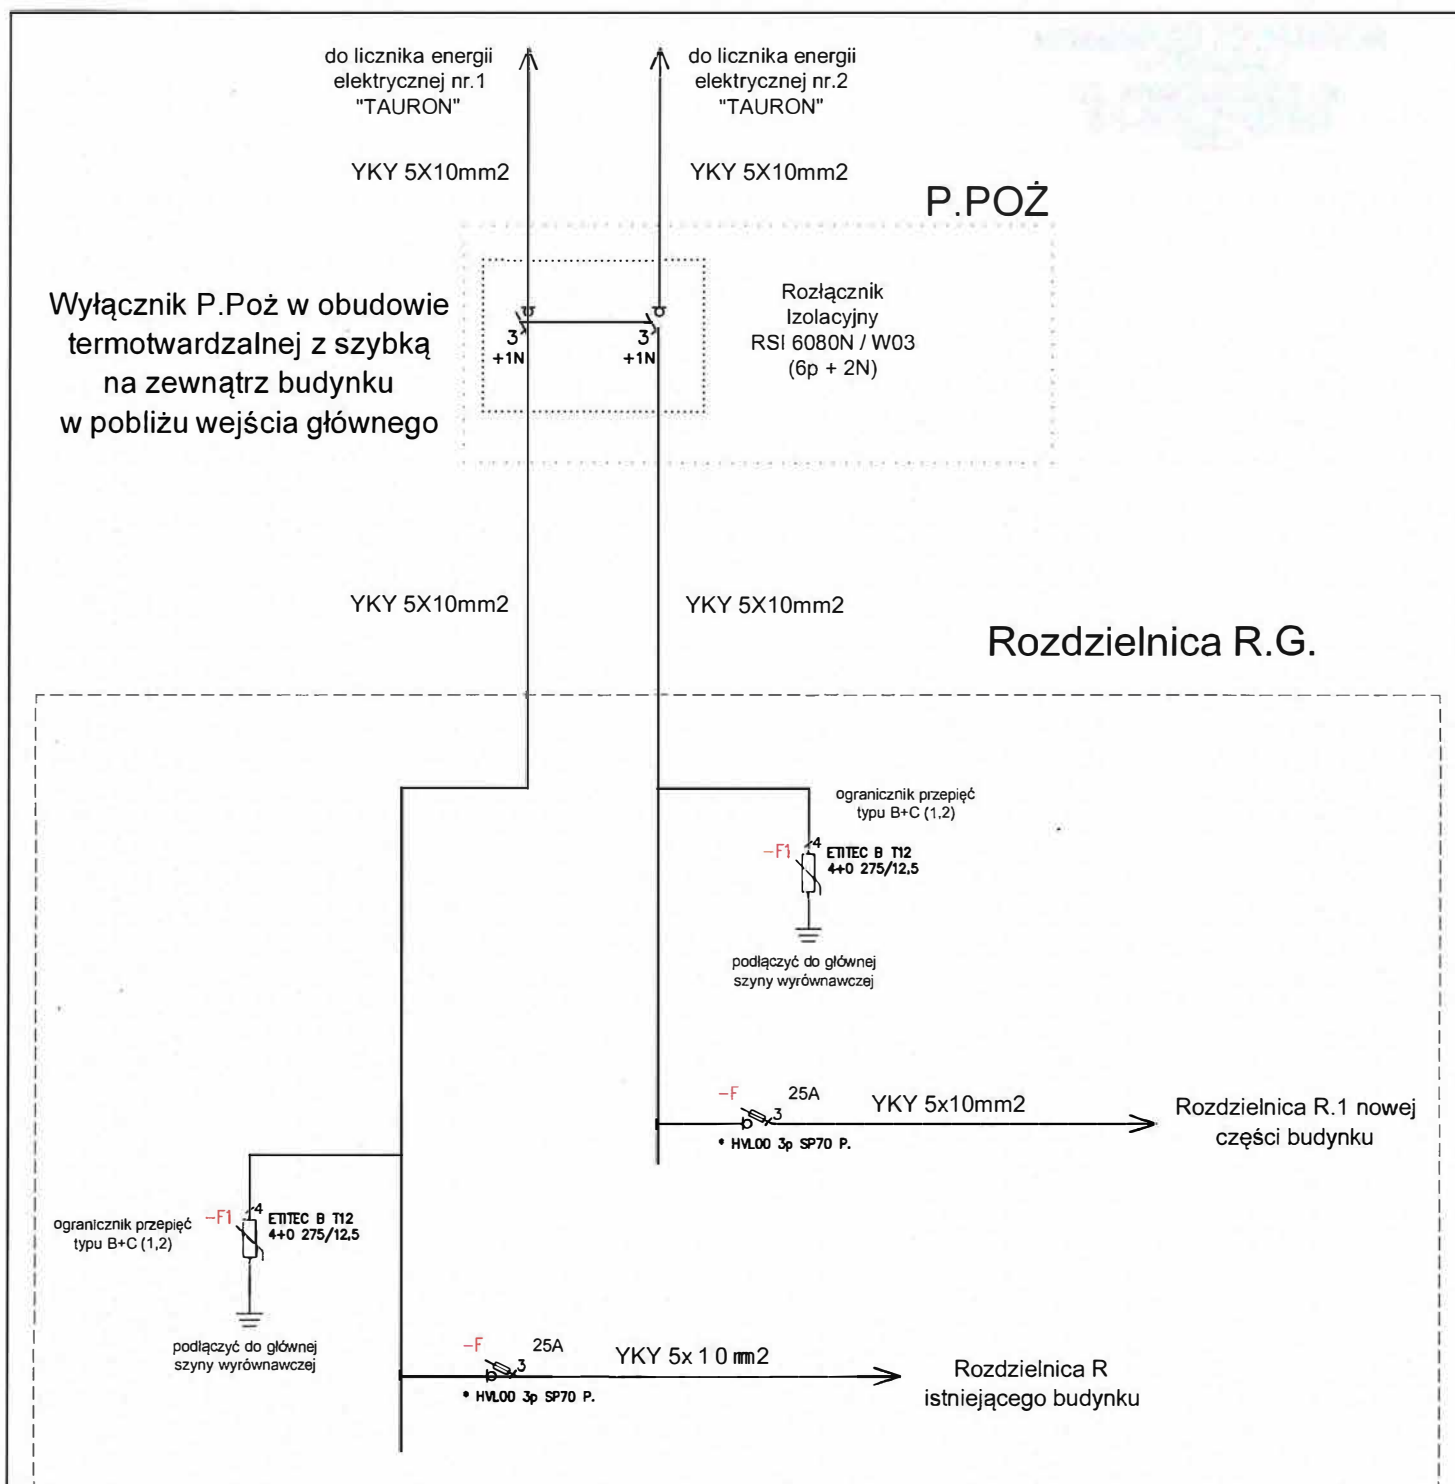 do licznika energii
elektrycznej nr.1
"TAURON"
do licznika energii
elektrycznej nr.2
"TAURON"
YKY 5X10mm2
YKY 5X10mm2
P.POŻ
Wyłącznik P.Poż w obudowie
termotwardzalnej z szybką
na zewnątrz budynku
w pobliżu wejścia głównego
3
+1N
3
+1N
Rozłącznik
Izolacyjny
RSI 6080N / W03
(6p + 2N)
YKY 5X10mm2
YKY 5X10mm2
Rozdzielnica R.G.
ogranicznik przepięć
typu B+C (1,2)
-F1
4
ETITEC B T12
4+0 275/12,5
podłączyć do głównej
szyny wyrównawczej
-F
25A
3
* HVL00 3p SP70 P.
YKY 5x10mm2
Rozdzielnica R.1 nowej
części budynku
ogranicznik przepięć
typu B+C (1,2)
-F1
4
ETITEC B T12
4+0 275/12,5
podłączyć do głównej
szyny wyrównawczej
-F
25A
3
* HVL00 3p SP70 P.
YKY 5x10mm2
Rozdzielnica R
istniejącego budynku